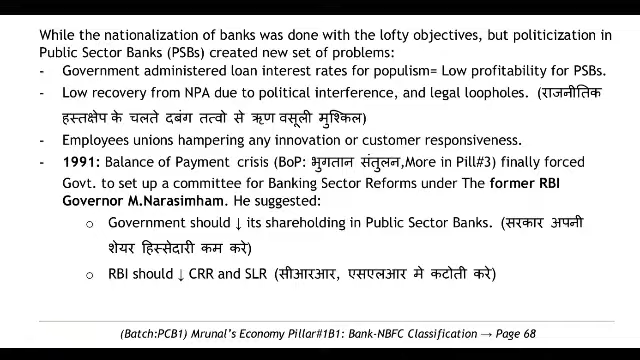 While the nationalization of banks was done with the lofty objectives, but politicization in
Public Sector Banks (PSBs) created new set of problems:
- Government administered loan interest rates for populism= Low profitability for PSBs.
- Low recovery from NPA due to political interference, and legal loopholes. (राजनीतिक
हस्तक्षेप के चलते दबंग तत्वो से ऋण वसूली मुश्किल)
- Employees unions hampering any innovation or customer responsiveness.
- 1991: Balance of Payment crisis (BoP: भुगतान संतुलन,More in Pill#3) finally forced
Govt. to set up a committee for Banking Sector Reforms under The former RBI
Governor M.Narasimham. He suggested:
o Government should ↓ its shareholding in Public Sector Banks. (सरकार अपनी
शेयर हिस्सेदारी कम करे)
o RBI should ↓ CRR and SLR (सीआरआर, एसएलआर मे कटोती करे)
(Batch:PCB1) Mrunal's Economy Pillar#1B1: Bank-NBFC Classification → Page 68